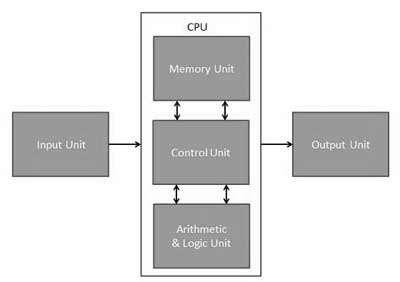 CPU
Memory Unit
Input Unit
Control Unit
Output Unit
Arithmetic
& Logic Unit